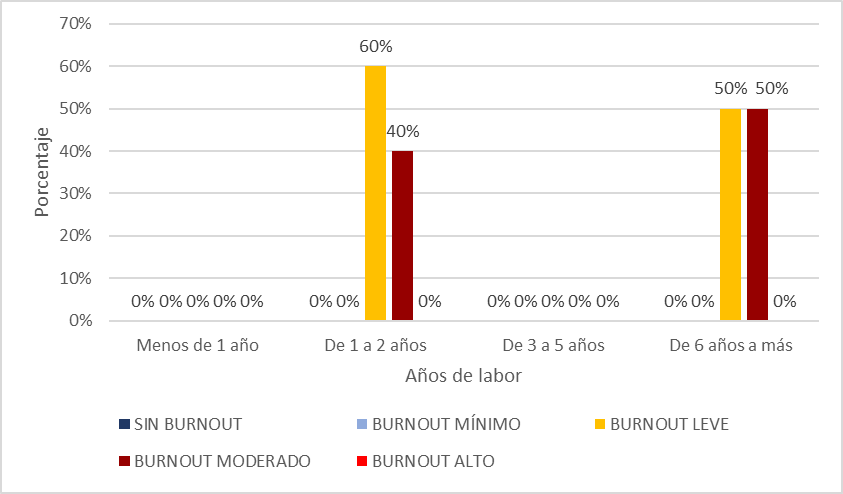 70%
60%
50%
40%
30%
20%
10%
0%
Porcentaje
60%
40%
50% 50%
0% 0% 0% 0% 0%
0% 0%
0%
0% 0% 0% 0% 0%
0% 0%
0%
Menos de 1 año
De 1 a 2 años
De 3 a 5 años
De 6 años a más
Años de labor
SIN BURNOUT
BURNOUT MÍNIMO
BURNOUT LEVE
BURNOUT MODERADO
BURNOUT ALTO